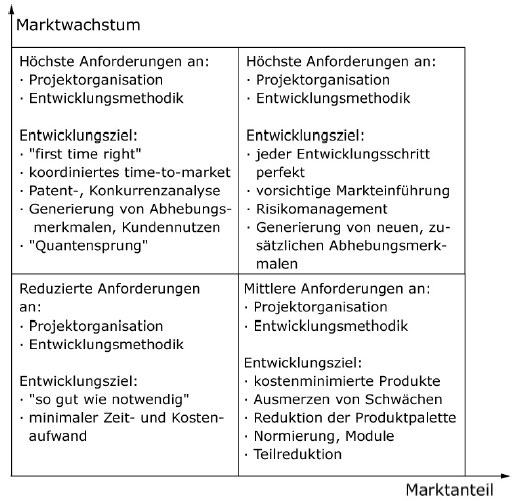 Marktwachstum
Höchste Anforderungen an:
· Projektorganisation
· Entwicklungsmethodik
Entwicklungsziel:
· "first time right"
· koordiniertes time-to-market
· Patent-, Konkurrenzanalyse
· Generierung von Abhebungs-
merkmalen, Kundennutzen
· "Quantensprung"
Höchste Anforderungen an:
· Projektorganisation
· Entwicklungsmethodik
Entwicklungsziel:
· jeder Entwicklungsschritt
perfekt
· vorsichtige Markteinführung
· Risikomanagement
· Generierung von neuen, zu-
sätzlichen Abhebungsmerk-
malen
Reduzierte Anforderungen
an:
· Projektorganisation
· Entwicklungsmethodik
Entwicklungsziel:
· "so gut wie notwendig"
· minimaler Zeit- und Kosten-
aufwand
Mittlere Anforderungen an:
· Projektorganisation
· Entwicklungsmethodik
Entwicklungsziel:
· kostenminimierte Produkte
· Ausmerzen von Schwächen
· Reduktion der Produktpalette
· Normierung, Module
· Teilreduktion
Marktanteil